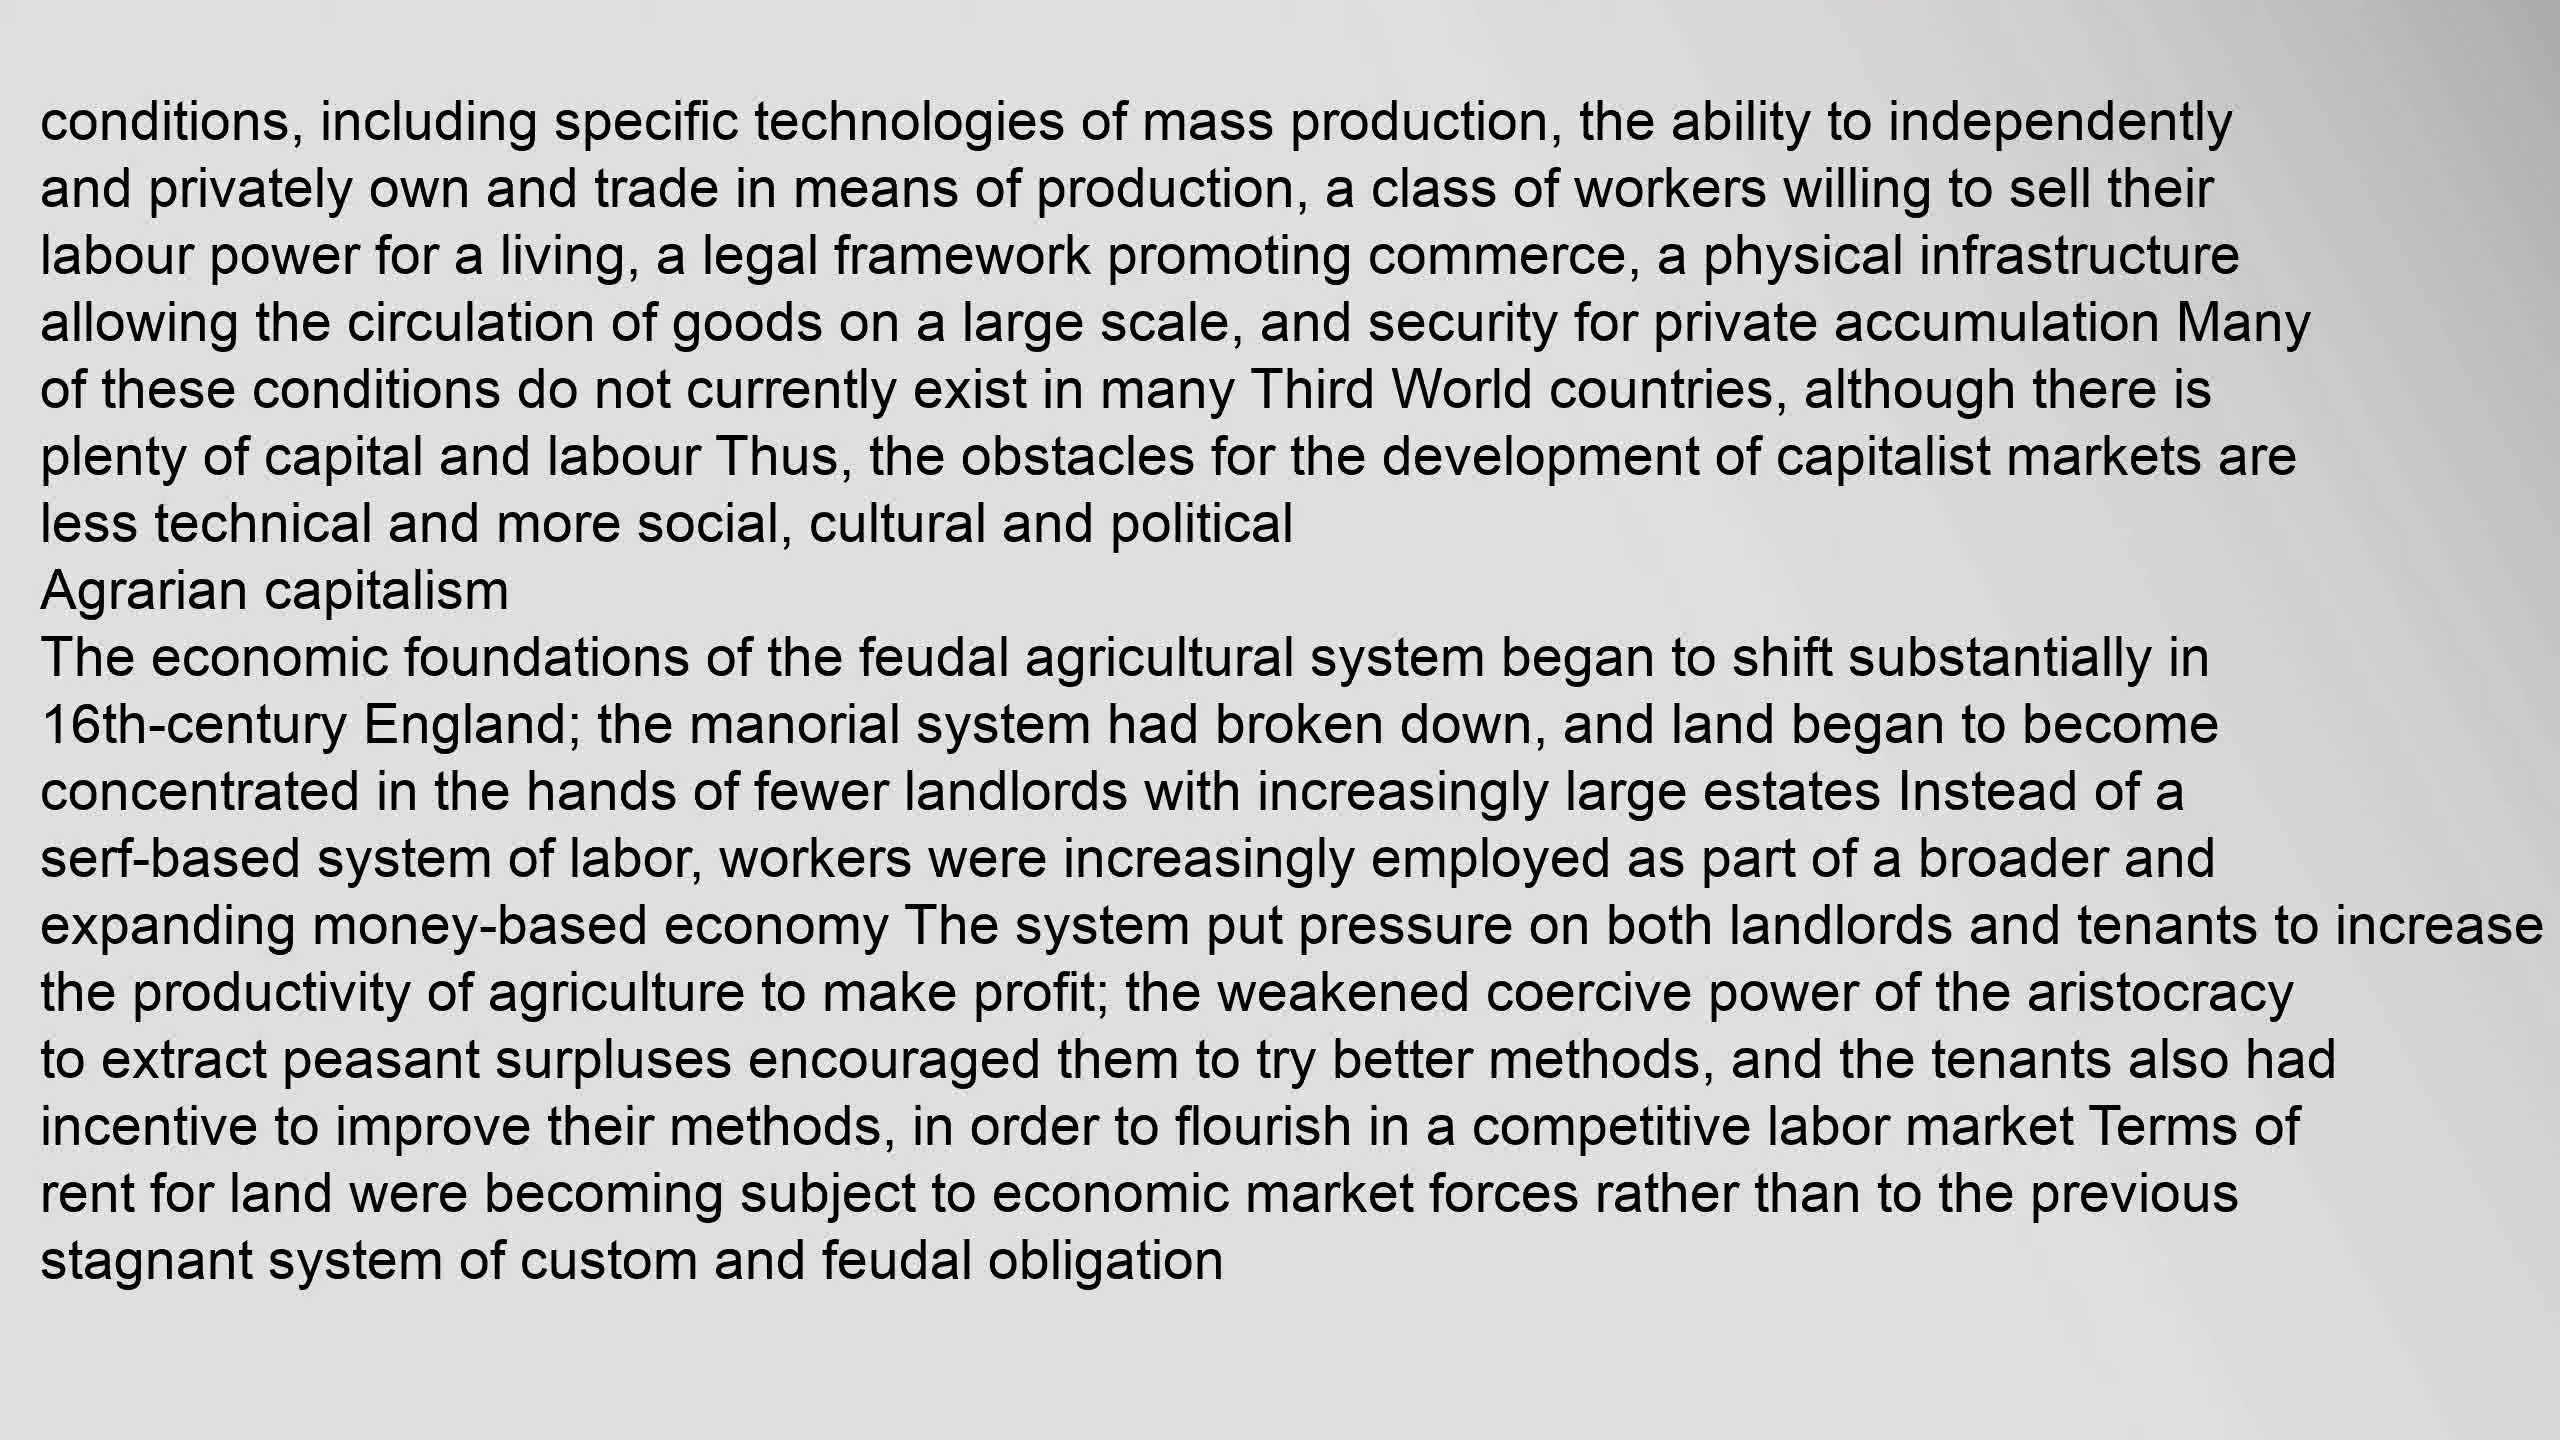 conditions, including specific technologies of mass production, the ability to independently
and privately own and trade in means of production, a class of workers willing to sell their
labour power for a living, a legal framework promoting commerce, a physical infrastructure
allowing the circulation of goods on a large scale, and security for private accumulation Many
of these conditions do not currently exist in many Third World countries, although there is
plenty of capital and labour Thus, the obstacles for the development of capitalist markets are
less technical and more social, cultural and political
Agrarian capitalism
The economic foundations of the feudal agricultural system began to shift substantially in
16th-century England; the manorial system had broken down, and land began to become
concentrated in the hands of fewer landlords with increasingly large estates Instead of a
serf-based system of labor, workers were increasingly employed as part of a broader and
expanding money-based economy The system put pressure on both landlords and tenants to increase
the productivity of agriculture to make profit; the weakened coercive power of the aristocracy
to extract peasant surpluses encouraged them to try better methods, and the tenants also had
incentive to improve their methods, in order to flourish in a competitive labor market Terms of
rent for land were becoming subject to economic market forces rather than to the previous
stagnant system of custom and feudal obligation